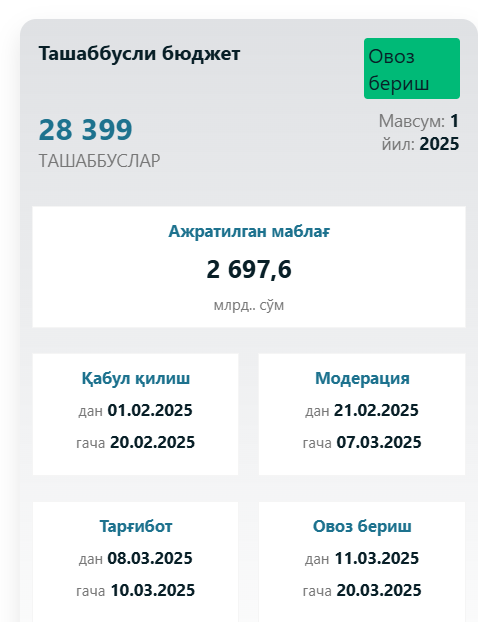 Ташаббусли бюджет
Овоз
бериш
28 399
ТАШАББУСЛАР
Мавсум: 1
йил: 2025
Ажратилган маблағ
2 697,6
млрд.. сўм
Қабул қилиш
дан 01.02.2025
гача 20.02.2025
Модерация
дан 21.02.2025
гача 07.03.2025
Тарғибот
дан 08.03.2025
гача 10.03.2025
Овоз бериш
дан 11.03.2025
гача 20.03.2025